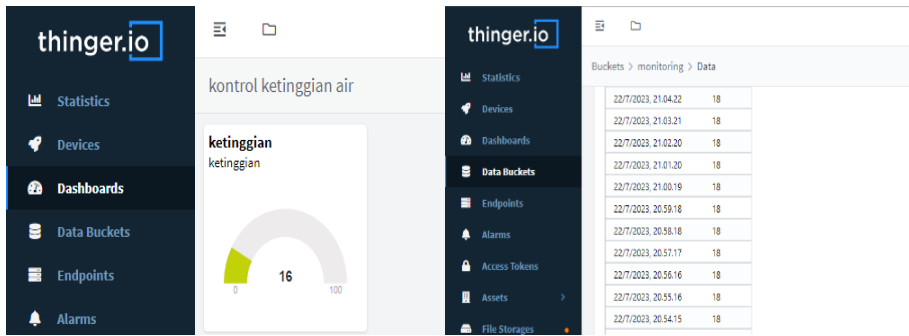 thinger.io
Statistics
Devices
Dashboards
Data Buckets
Endpoints
Alarms
kontrol ketinggian air
ketinggian
ketinggian
16
0
100
thinger.io
Statistics
Devices
Dashboards
Data Buckets
Endpoints
Alarms
Access Tokens
Assets
File Storages
Buckets > monitoring > Data
22/7/2023, 21.04.22 18
22/7/2023, 21.03.21 18
22/7/2023, 21.02.20 18
22/7/2023, 21.01.20 18
22/7/2023, 21.00.19 18
22/7/2023, 20.59.18 18
22/7/2023, 20.58.18 18
22/7/2023, 20.57.17 18
22/7/2023, 20.56.16 18
22/7/2023, 20.55.16 18
22/7/2023, 20.54.15 18